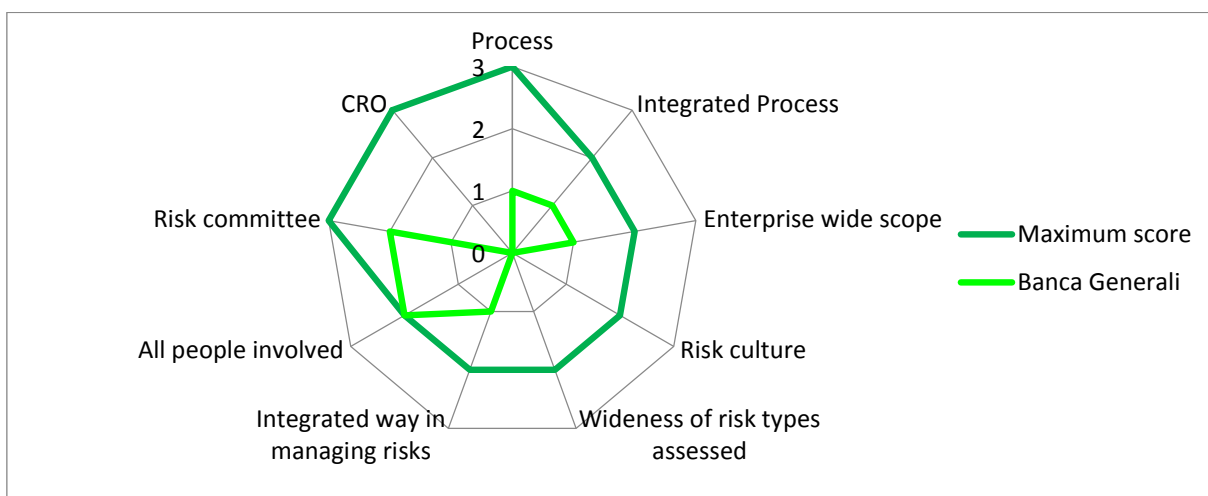 Process
3
CRO
Integrated Process
2
1
Risk committee
Enterprise wide scope
0
Maximum score
Banca Generali
All people involved
Risk culture
Integrated way in
managing risks
Wideness of risk types
assessed